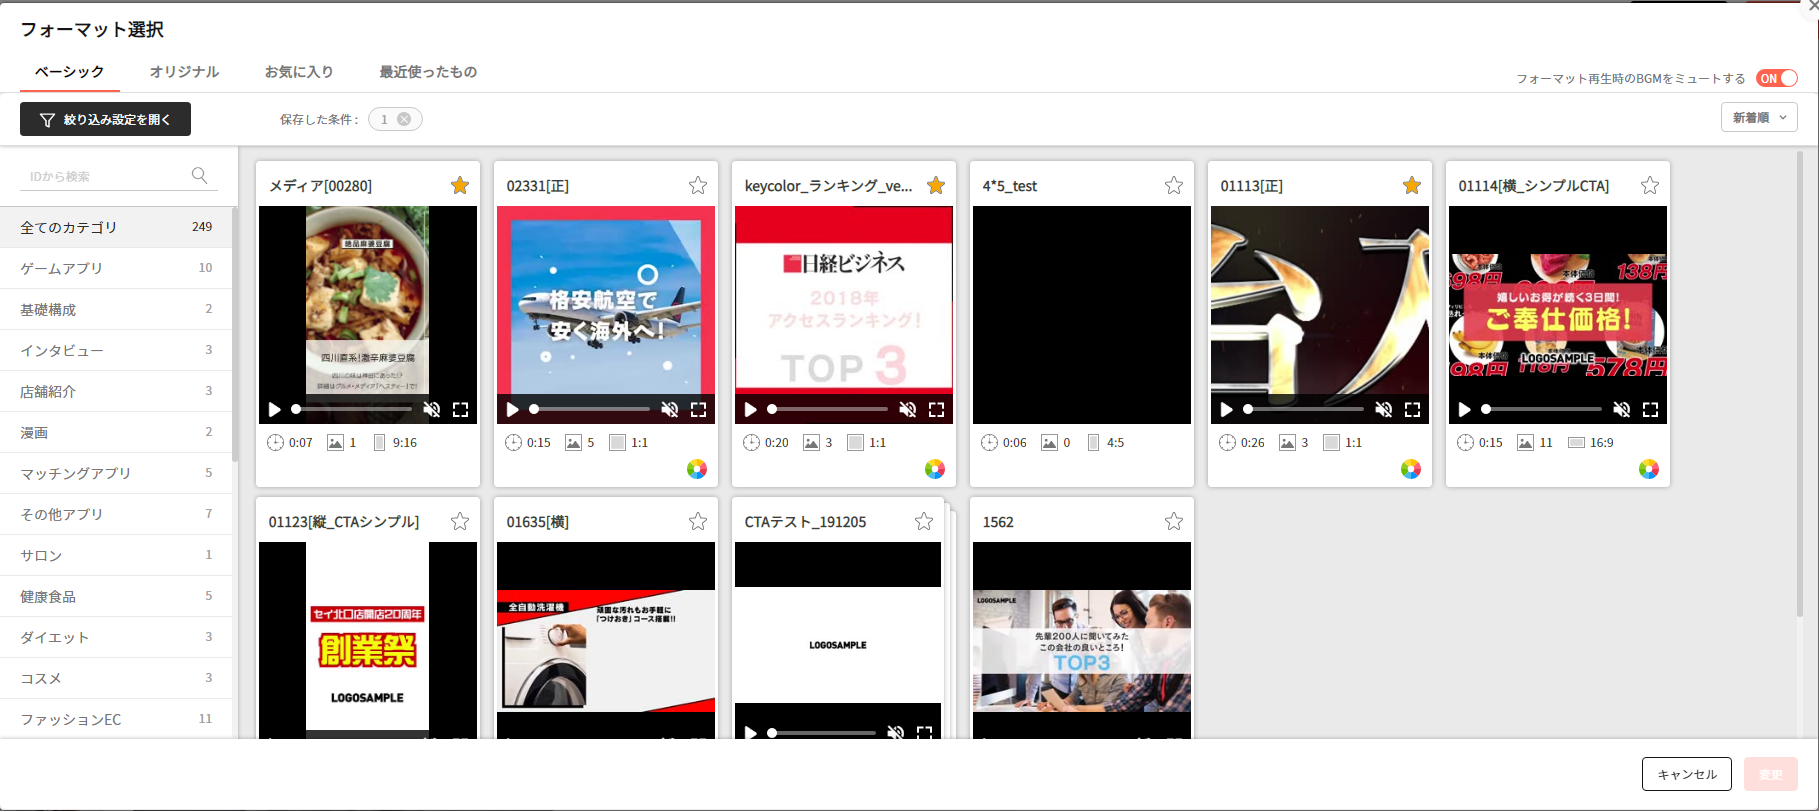 フォーマット選択
ベーシック
オリジナル
お気に入り
最近使ったもの
フォーマット再生時のBGMをミュートする
ON
絞り込み設定を開く
保存した条件：
1
新着順
IDから検索
全てのカテゴリ 249
ゲームアプリ 10
基礎構成 2
インタビュー 3
店舗紹介 3
漫画 2
マッチングアプリ 5
その他アプリ 7
サロン 1
健康食品 5
ダイエット 3
コスメ 3
ファッションEC 11
メディア[00280]
絶品麻婆豆腐
四川直系!激辛麻婆豆腐
四川の味は神田にあった!?
詳細はグルメ・メディア「ヘスティー」で!
0:07 1 9:16
02331[正]
格安航空で
安く海外へ!
0:15 5 1:1
keycolor_ランキング_ve...
日経ビジネス
2018年
アクセスランキング!
TOP 3
0:20 3 1:1
4*5_test
0:06 0 4:5
01113[正]
0:26 3 1:1
01114[横_シンプルCTA]
本体価格
138円
嬉しいお得が続く3日間!
ご奉仕価格!
LOGOSAMPLE
98円
118円
578円
0:15 11 16:9
01123[縦_CTAシンプル]
セイ北口店開店20周年
創業祭
LOGOSAMPLE
01635[横]
全自動洗濯機
頑固な汚れもお手軽に
「つけおき」コース搭載!!
CTAテスト_191205
LOGOSAMPLE
1562
LOGOSAMPLE
先輩200人に聞いてみた
この会社の良いところ!
TOP3
キャンセル
変更